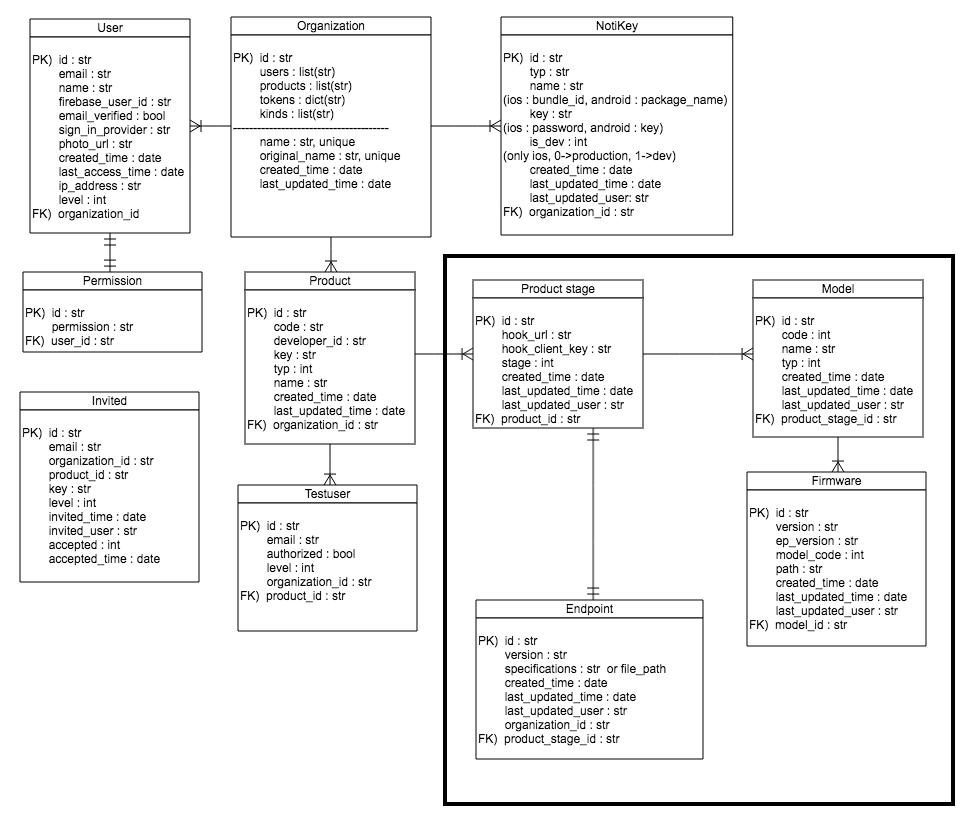 User
PK) id : str
email : str
name : str
firebase_user_id : str
email_verified : bool
sign_in_provider : str
photo_url : str
created_time : date
last_access_time : date
ip_address : str
level : int
FK) organization_id
Organization
PK) id : str
users : list(str)
products : list(str)
tokens : dict(str)
kinds : list(str)
---------------------------------------
name : str, unique
original_name : str, unique
created_time : date
last_updated_time : date
NotiKey
PK) id : str
typ : str
name : str
(ios : bundle_id, android : package_name)
key : str
(ios : password, android : key)
is_dev : int
(only ios, 0->production, 1->dev)
created_time : date
last_updated_time : date
last_updated_user: str
FK) organization_id : str
Permission
PK) id : str
permission : str
FK) user_id : str
Product
PK) id : str
code : str
developer_id : str
key : str
typ : int
name : str
created_time : date
last_updated_time : date
FK) organization_id : str
Product stage
PK) id : str
hook_url : str
hook_client_key : str
stage : int
created_time : date
last_updated_time : date
last_updated_user : str
FK) product_id : str
Model
PK) id : str
code : int
name : str
typ : int
created_time : date
last_updated_time : date
last_updated_user : str
FK) product_stage_id : str
Invited
PK) id : str
email : str
organization_id : str
product_id : str
key : str
level : int
invited_time : date
invited_user : str
accepted : int
accepted_time : date
Testuser
PK) id : str
email : str
authorized : bool
level : int
organization_id : str
FK) product_id : str
Firmware
PK) id : str
version : str
ep_version : str
model_code : int
path : str
created_time : date
last_updated_time : date
last_updated_user : str
FK) model_id : str
Endpoint
PK) id : str
version : str
specifications : str or file_path
created_time : date
last_updated_time : date
last_updated_user : str
organization_id : str
FK) product_stage_id : str